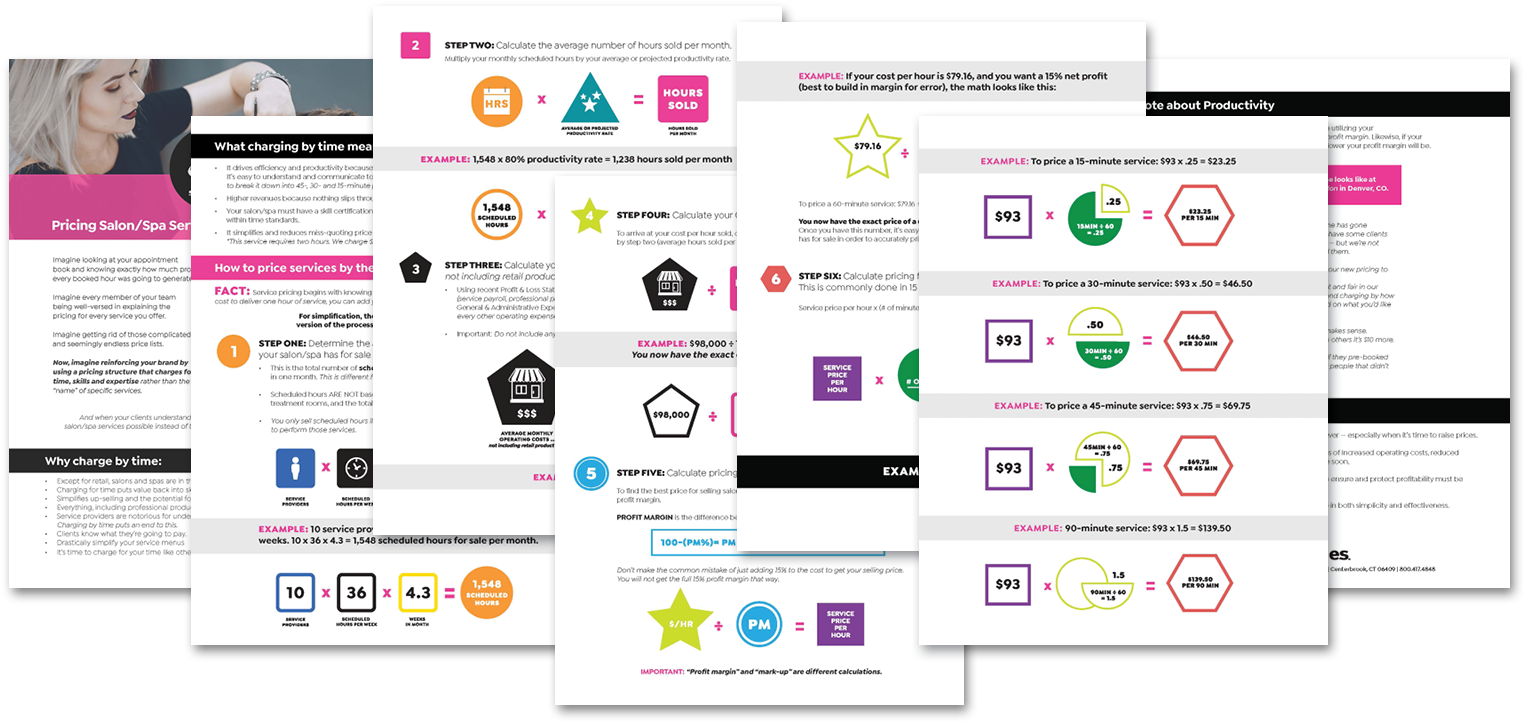 Pricing Salon/Spa Ser
Imagine looking at your appointment
book and knowing exactly how much pro
every booked hour was going to generate
Imagine every member of your team
being well-versed in explaining the
pricing for every service you offer.
Imagine getting rid of those complicated
and seemingly endless price lists.
Now, imagine reinforcing your brand by
using a pricing structure that charges fo
time, skills and expertise rather than the
"name" of specific services.
And when your clients understand
salon/spa services possible instead of t
Why charge by time:
• Except for retail, salons and spas are in th
• Charging for time puts value back into sk
• Simplifies up-selling and the potential fo
• Everything, including professional produc
• Service providers are notorious for unde
Charging by time puts an end to this.
• Clients know what they're going to pay.
• Drastically simplify your service menus
• It's time to charge for your time like othe
What charging by time mea
• It drives efficiency and productivity because
It's easy to understand and communicate to
to break it down into 45-, 30- and 15-minute
• Higher revenues because nothing slips throu
• Your salon/spa must have a skill certification
within time standards.
• It simplifies and reduces miss-quoting price
"This service requires two hours. We charge $
How to price services by the
FACT: Service pricing begins with knowing
cost to deliver one hour of service, you can add
For simplification, th
version of the process
1
STEP ONE: Determine the
your salon/spa has for sale
• This is the total number of sche
in one month. This is different
• Scheduled hours ARE NOT bas
treatment rooms, and the total
• You only sell scheduled hours i
to perform those services.
x
SERVICE
PROVIDERS
SCHEDULED
HOURS PER WEEK
EXAMPLE: 10 service prov
weeks. 10 x 36 x 4.3 = 1,548 scheduled hours for sale per month.
10 x 36 x 4.3 = 1,548
SCHEDULED
HOURS
SERVICE
PROVIDERS
SCHEDULED
HOURS PER WEEK
WEEKS
IN MONTH
2
STEP TWO: Calculate the average number of hours sold per month.
Multiply your monthly scheduled hours by your average or projected productivity rate.
HRS x = HOURS
SOLD
AVERAGE OR PROJECTED
PRODUCTIVITY RATE
HOURS SOLD
PER MONTH
EXAMPLE: 1,548 x 80% productivity rate = 1,238 hours sold per month
1,548
SCHEDULED
HOURS
x
3
STEP THREE: Calculate yo
not including retail produc
• Using recent Profit & Loss Stat
(service payroll, professional p
General & Administrative Expe
every other operating expens
• Important: Do not include any
$$$
AVERAGE MONTHLY
OPERATING COSTS ...
not including retail product
EXA
4
STEP FOUR: Calculate your
To arrive at your cost per hour sold,
by step two (average hours sold per
$$$
÷
EXAMPLE: $98,000 ÷
You now have the exact
$98,000 ÷
5
STEP FIVE: Calculate pricing
To find the best price for selling salo
profit margin.
PROFIT MARGIN is the difference be
100-(PM%)= PM
Don't make the common mistake of just adding 15% to the cost to get your selling price.
You will not get the full 15% profit margin that way.
$/HR ÷ PM = SERVICE
PRICE
PER
HOUR
IMPORTANT: "Profit margin" and "mark-up" are different calculations.
EXAMPLE: If your cost per hour is $79.16, and you want a 15% net profit
(best to build in margin for error), the math looks like this:
$79.16 ÷
To price a 60-minute service: $79.16
You now have the exact price of a
Once you have this number, it's easy
has for sale in order to accurately pri
6
STEP SIX: Calculate pricing f
This is commonly done in 15
Service price per hour x (# of minute
SERVICE
PRICE
PER
HOUR
x
# O
EXAM
EXAMPLE: To price a 15-minute service: $93 x .25 = $23.25
$93 x .25
15MIN ÷ 60
= .25
=
$23.25
PER 15 MIN
EXAMPLE: To price a 30-minute service: $93 x .50 = $46.50
$93 x .50
30MIN ÷ 60
= .50
=
$46.50
PER 30 MIN
EXAMPLE: To price a 45-minute service: $93 x .75 = $69.75
$93 x 45MIN ÷ 60
= .75
.75
=
$69.75
PER 45 MIN
EXAMPLE: 90-minute service: $93 x 1.5 = $139.50
$93 x 1.5
90MIN ÷ 60
= 1.5
=
$139.50
PER 90 MIN
ote about Productivity
utilizing your
profit margin. Likewise, if your
ower your profit margin will be.
e looks like at
on in Denver, CO.
e has gone
have some clients
– but we're not
them.
our new pricing to
t and fair in our
nd charging by how
d on what you'd like
makes sense.
others it's $10 more.
f they pre-booked
people that didn't
ver – especially when it's time to raise prices.
s of increased operating costs, reduced
soon.
ensure and protect profitability must be
in both simplicity and effectiveness.
es.
| Centerbrook, CT 06409 | 800.417.4848